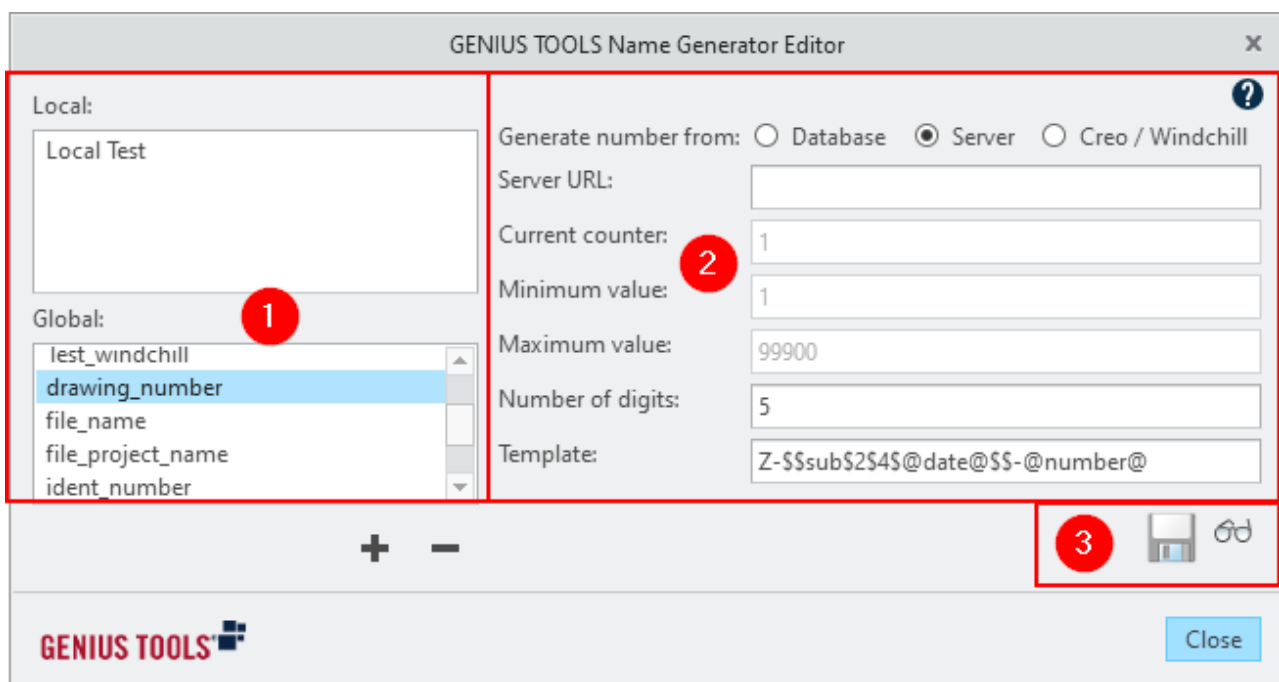 GENIUS TOOLS Name Generator Editor x
Local:
Local Test
1
Global:
Test_windchill
drawing_number
file_name
file_project_name
ident_number
?
Generate number from: Database Server Creo / Windchill
Server URL:
Current counter: 1
2
Minimum value: 1
Maximum value: 99900
Number of digits: 5
Template: Z-$$sub$2$4$@date@$$-@number@
+ −
3
GENIUS TOOLS
Close